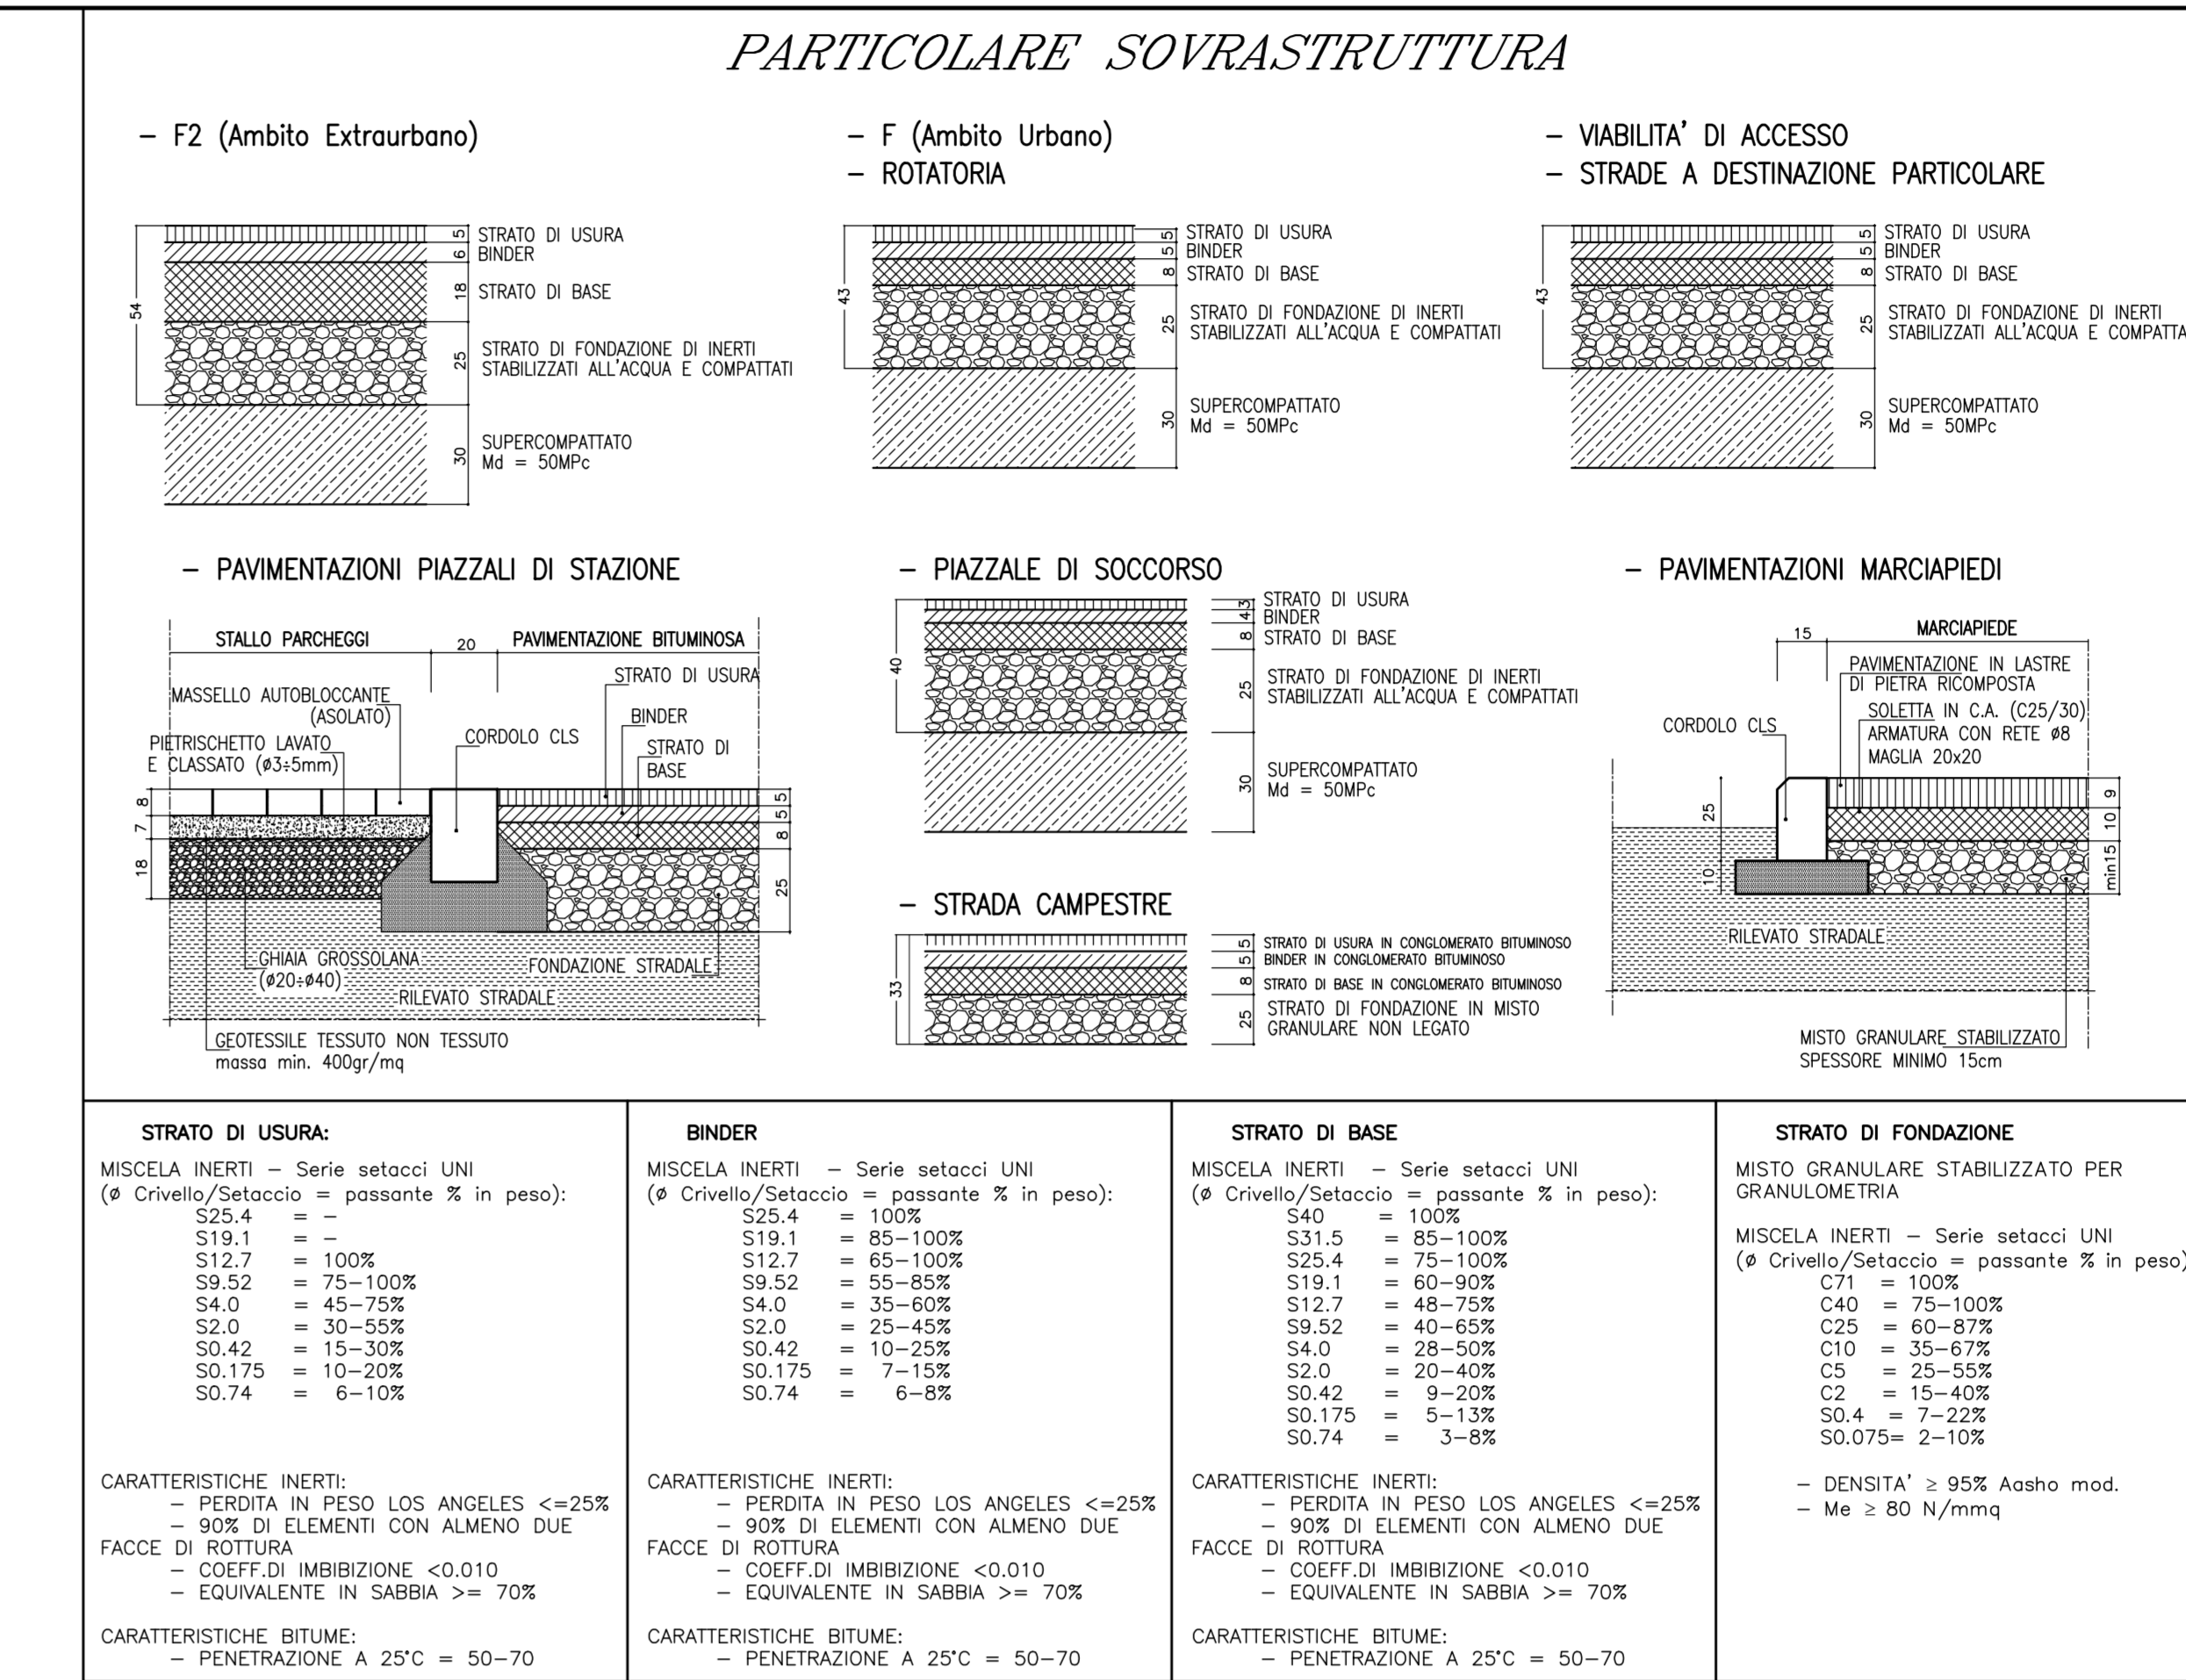 PARTICOLARE SOVRASTRUTTURA
- F2 (Ambito Extraurbano)
54
5
STRATO DI USURA
6
BINDER
18
STRATO DI BASE
25
STRATO DI FONDAZIONE DI INERTI
STABILIZZATI ALL'ACQUA E COMPATTATI
30
SUPERCOMPATTATO
Md = 50MPc
- F (Ambito Urbano)
- ROTATORIA
43
5
STRATO DI USURA
5
BINDER
8
STRATO DI BASE
25
STRATO DI FONDAZIONE DI INERTI
STABILIZZATI ALL'ACQUA E COMPATTATI
30
SUPERCOMPATTATO
Md = 50MPc
- VIABILITA' DI ACCESSO
- STRADE A DESTINAZIONE PARTICOLARE
43
5
STRATO DI USURA
5
BINDER
8
STRATO DI BASE
25
STRATO DI FONDAZIONE DI INERTI
STABILIZZATI ALL'ACQUA E COMPATTA
30
SUPERCOMPATTATO
Md = 50MPc
- PAVIMENTAZIONI PIAZZALI DI STAZIONE
STALLO PARCHEGGI
20
PAVIMENTAZIONE BITUMINOSA
STRATO DI USURA
MASSELLO AUTOBLOCCANTE
(ASOLATO)
BINDER
CORDOLO CLS
PIETRISCHETTO LAVATO
E CLASSATO (ø3÷5mm)
STRATO DI
BASE
8
7
18
5
5
8
25
GHIAIA GROSSOLANA
(ø20÷ø40)
FONDAZIONE STRADALE
RILEVATO STRADALE
GEOTESSILE TESSUTO NON TESSUTO
massa min. 400gr/mq
- PIAZZALE DI SOCCORSO
40
3
STRATO DI USURA
4
BINDER
8
STRATO DI BASE
25
STRATO DI FONDAZIONE DI INERTI
STABILIZZATI ALL'ACQUA E COMPATTATI
30
SUPERCOMPATTATO
Md = 50MPc
- STRADA CAMPESTRE
33
5
STRATO DI USURA IN CONGLOMERATO BITUMINOSO
5
BINDER IN CONGLOMERATO BITUMINOSO
8
STRATO DI BASE IN CONGLOMERATO BITUMINOSO
25
STRATO DI FONDAZIONE IN MISTO
GRANULARE NON LEGATO
- PAVIMENTAZIONI MARCIAPIEDI
15
MARCIAPIEDE
PAVIMENTAZIONE IN LASTRE
DI PIETRA RICOMPOSTA
SOLETTA IN C.A. (C25/30)
ARMATURA CON RETE ø8
MAGLIA 20x20
CORDOLO CLS
25
10
9
10
min15
RILEVATO STRADALE
MISTO GRANULARE STABILIZZATO
SPESSORE MINIMO 15cm
STRATO DI USURA:
MISCELA INERTI - Serie setacci UNI
(ø Crivello/Setaccio = passante % in peso):
S25.4 = -
S19.1 = -
S12.7 = 100%
S9.52 = 75-100%
S4.0 = 45-75%
S2.0 = 30-55%
S0.42 = 15-30%
S0.175 = 10-20%
S0.74 = 6-10%
CARATTERISTICHE INERTI:
- PERDITA IN PESO LOS ANGELES <=25%
- 90% DI ELEMENTI CON ALMENO DUE
FACCE DI ROTTURA
- COEFF.DI IMBIBIZIONE <0.010
- EQUIVALENTE IN SABBIA >= 70%
CARATTERISTICHE BITUME:
- PENETRAZIONE A 25°C = 50-70
BINDER
MISCELA INERTI - Serie setacci UNI
(ø Crivello/Setaccio = passante % in peso):
S25.4 = 100%
S19.1 = 85-100%
S12.7 = 65-100%
S9.52 = 55-85%
S4.0 = 35-60%
S2.0 = 25-45%
S0.42 = 10-25%
S0.175 = 7-15%
S0.74 = 6-8%
CARATTERISTICHE INERTI:
- PERDITA IN PESO LOS ANGELES <=25%
- 90% DI ELEMENTI CON ALMENO DUE
FACCE DI ROTTURA
- COEFF.DI IMBIBIZIONE <0.010
- EQUIVALENTE IN SABBIA >= 70%
CARATTERISTICHE BITUME:
- PENETRAZIONE A 25°C = 50-70
STRATO DI BASE
MISCELA INERTI - Serie setacci UNI
(ø Crivello/Setaccio = passante % in peso):
S40 = 100%
S31.5 = 85-100%
S25.4 = 75-100%
S19.1 = 60-90%
S12.7 = 48-75%
S9.52 = 40-65%
S4.0 = 28-50%
S2.0 = 20-40%
S0.42 = 9-20%
S0.175 = 5-13%
S0.74 = 3-8%
CARATTERISTICHE INERTI:
- PERDITA IN PESO LOS ANGELES <=25%
- 90% DI ELEMENTI CON ALMENO DUE
FACCE DI ROTTURA
- COEFF.DI IMBIBIZIONE <0.010
- EQUIVALENTE IN SABBIA >= 70%
CARATTERISTICHE BITUME:
- PENETRAZIONE A 25°C = 50-70
STRATO DI FONDAZIONE
MISTO GRANULARE STABILIZZATO PER
GRANULOMETRIA
MISCELA INERTI - Serie setacci UNI
(ø Crivello/Setaccio = passante % in peso)
C71 = 100%
C40 = 75-100%
C25 = 60-87%
C10 = 35-67%
C5 = 25-55%
C2 = 15-40%
S0.4 = 7-22%
S0.075= 2-10%
- DENSITA' ≥ 95% Aasho mod.
- Me ≥ 80 N/mmq